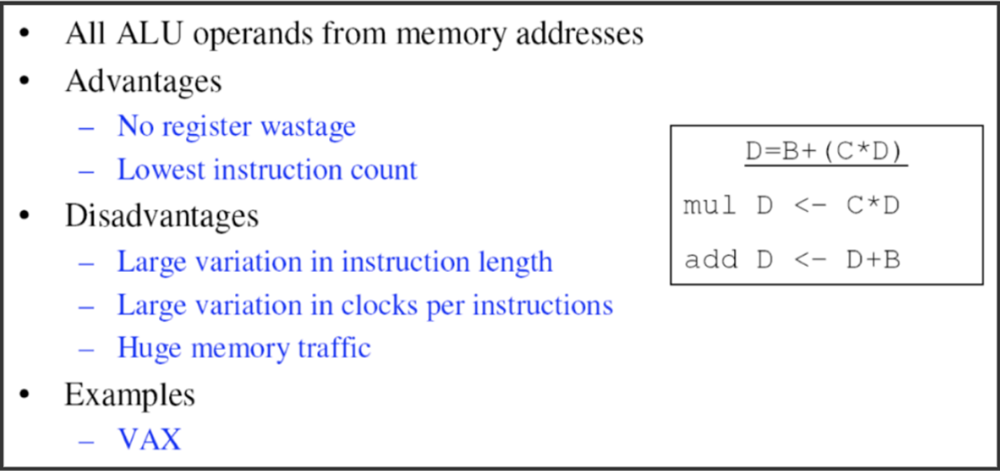 • All ALU operands from memory addresses
• Advantages
– No register wastage
– Lowest instruction count
• Disadvantages
– Large variation in instruction length
– Large variation in clocks per instructions
– Huge memory traffic
• Examples
– VAX
D=B+(C*D)
mul D <- C*D
add D <- D+B